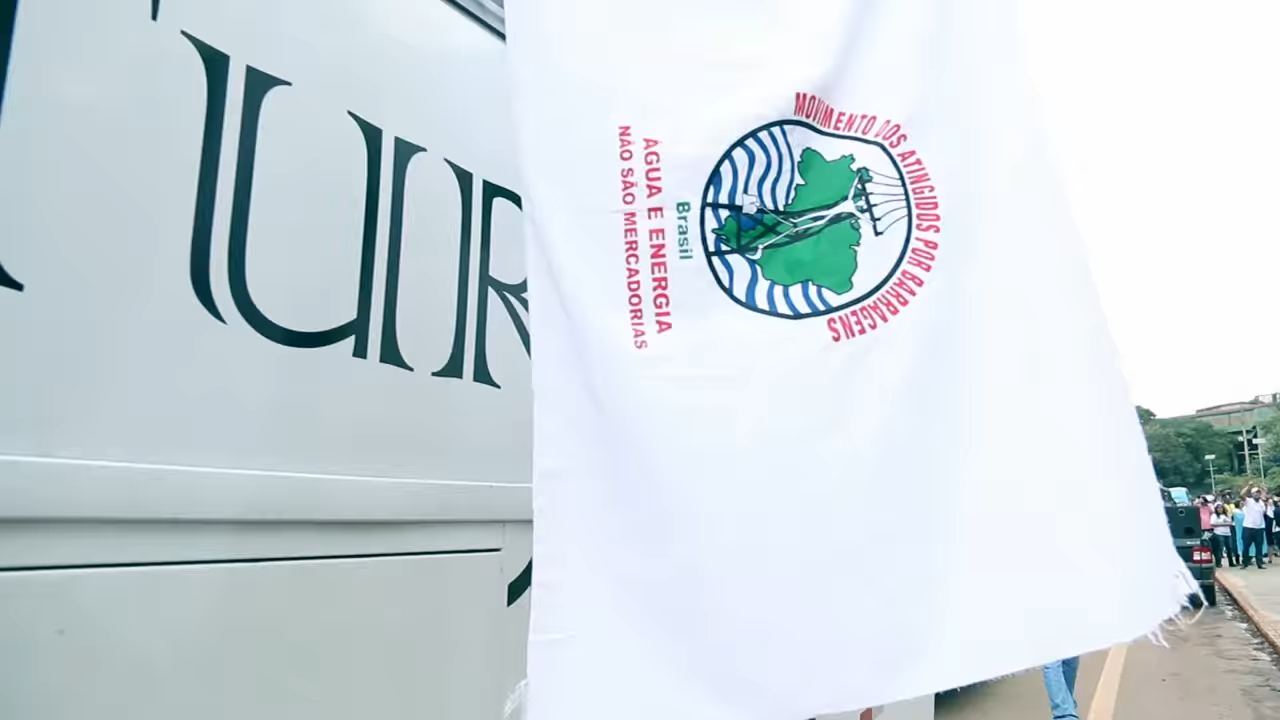 TUR
MOVIMENTO DOS ATINGIDOS POR BARRAGENS
Brasil
ÁGUA E ENERGIA
NÃO SÃO MERCADORIAS